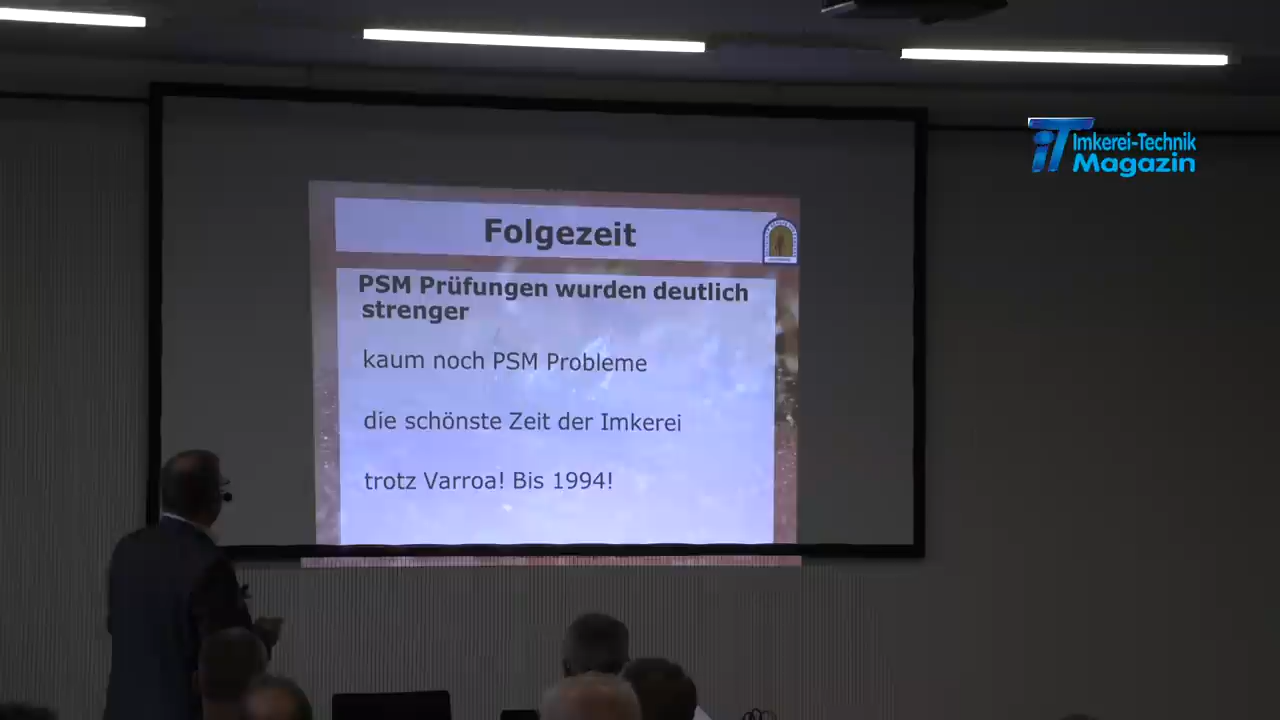 iT Imkerei-Technik
Magazin
Folgezeit
PSM Prüfungen wurden deutlich
strenger
kaum noch PSM Probleme
die schönste Zeit der Imkerei
trotz Varroa! Bis 1994!